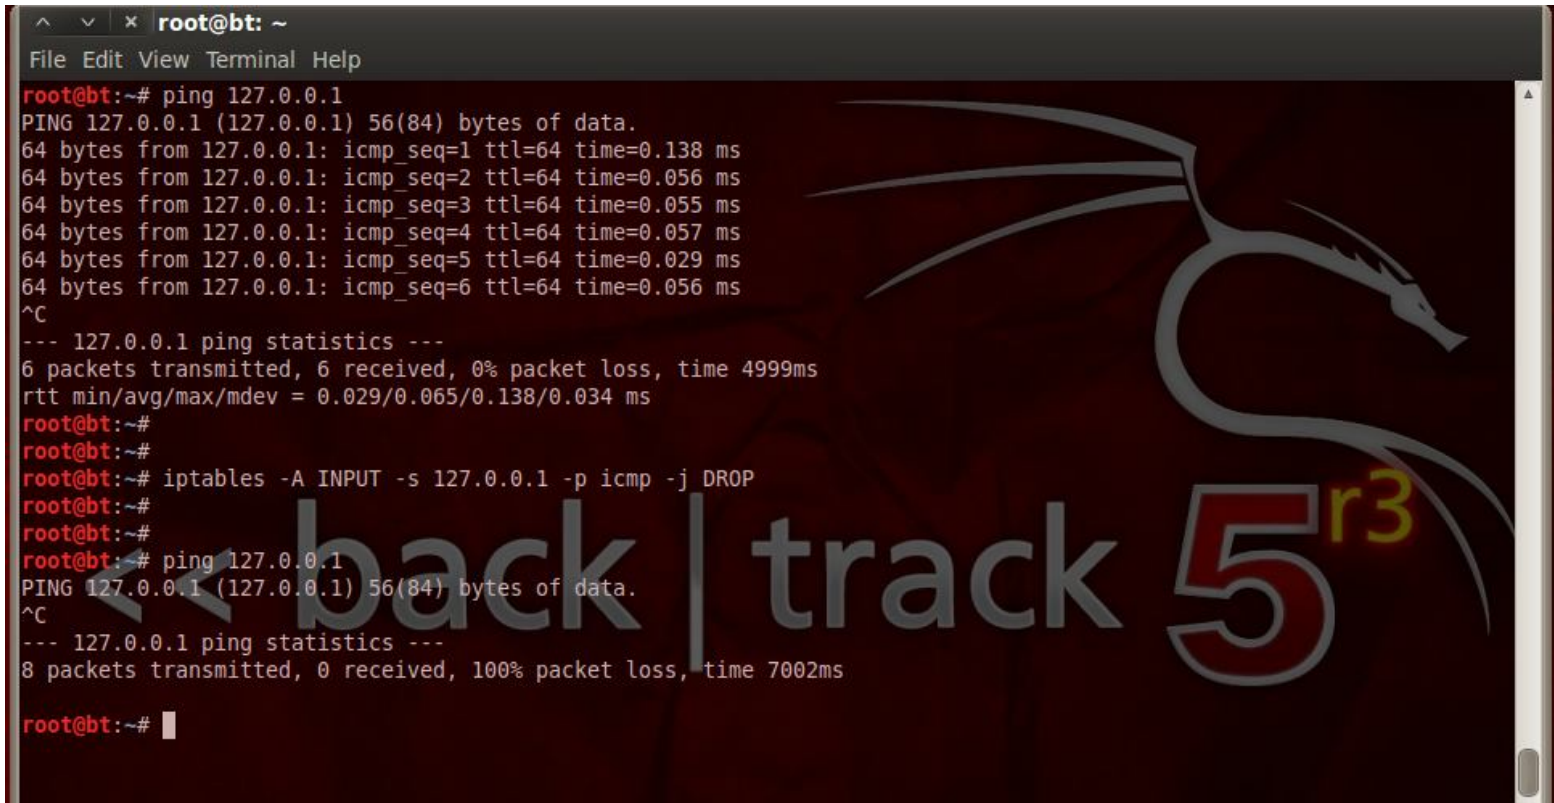 root@bt: ~
File Edit View Terminal Help
root@bt:~# ping 127.0.0.1
PING 127.0.0.1 (127.0.0.1) 56(84) bytes of data.
64 bytes from 127.0.0.1: icmp_seq=1 ttl=64 time=0.138 ms
64 bytes from 127.0.0.1: icmp_seq=2 ttl=64 time=0.056 ms
64 bytes from 127.0.0.1: icmp_seq=3 ttl=64 time=0.055 ms
64 bytes from 127.0.0.1: icmp_seq=4 ttl=64 time=0.057 ms
64 bytes from 127.0.0.1: icmp_seq=5 ttl=64 time=0.029 ms
64 bytes from 127.0.0.1: icmp_seq=6 ttl=64 time=0.056 ms
^C
--- 127.0.0.1 ping statistics ---
6 packets transmitted, 6 received, 0% packet loss, time 4999ms
rtt min/avg/max/mdev = 0.029/0.065/0.138/0.034 ms
root@bt:~#
root@bt:~#
root@bt:~# iptables -A INPUT -s 127.0.0.1 -p icmp -j DROP
root@bt:~#
root@bt:~#
root@bt:~# ping 127.0.0.1
PING 127.0.0.1 (127.0.0.1) 56(84) bytes of data.
^C
--- 127.0.0.1 ping statistics ---
8 packets transmitted, 0 received, 100% packet loss, time 7002ms
root@bt:~#
<< back|track 5 r3